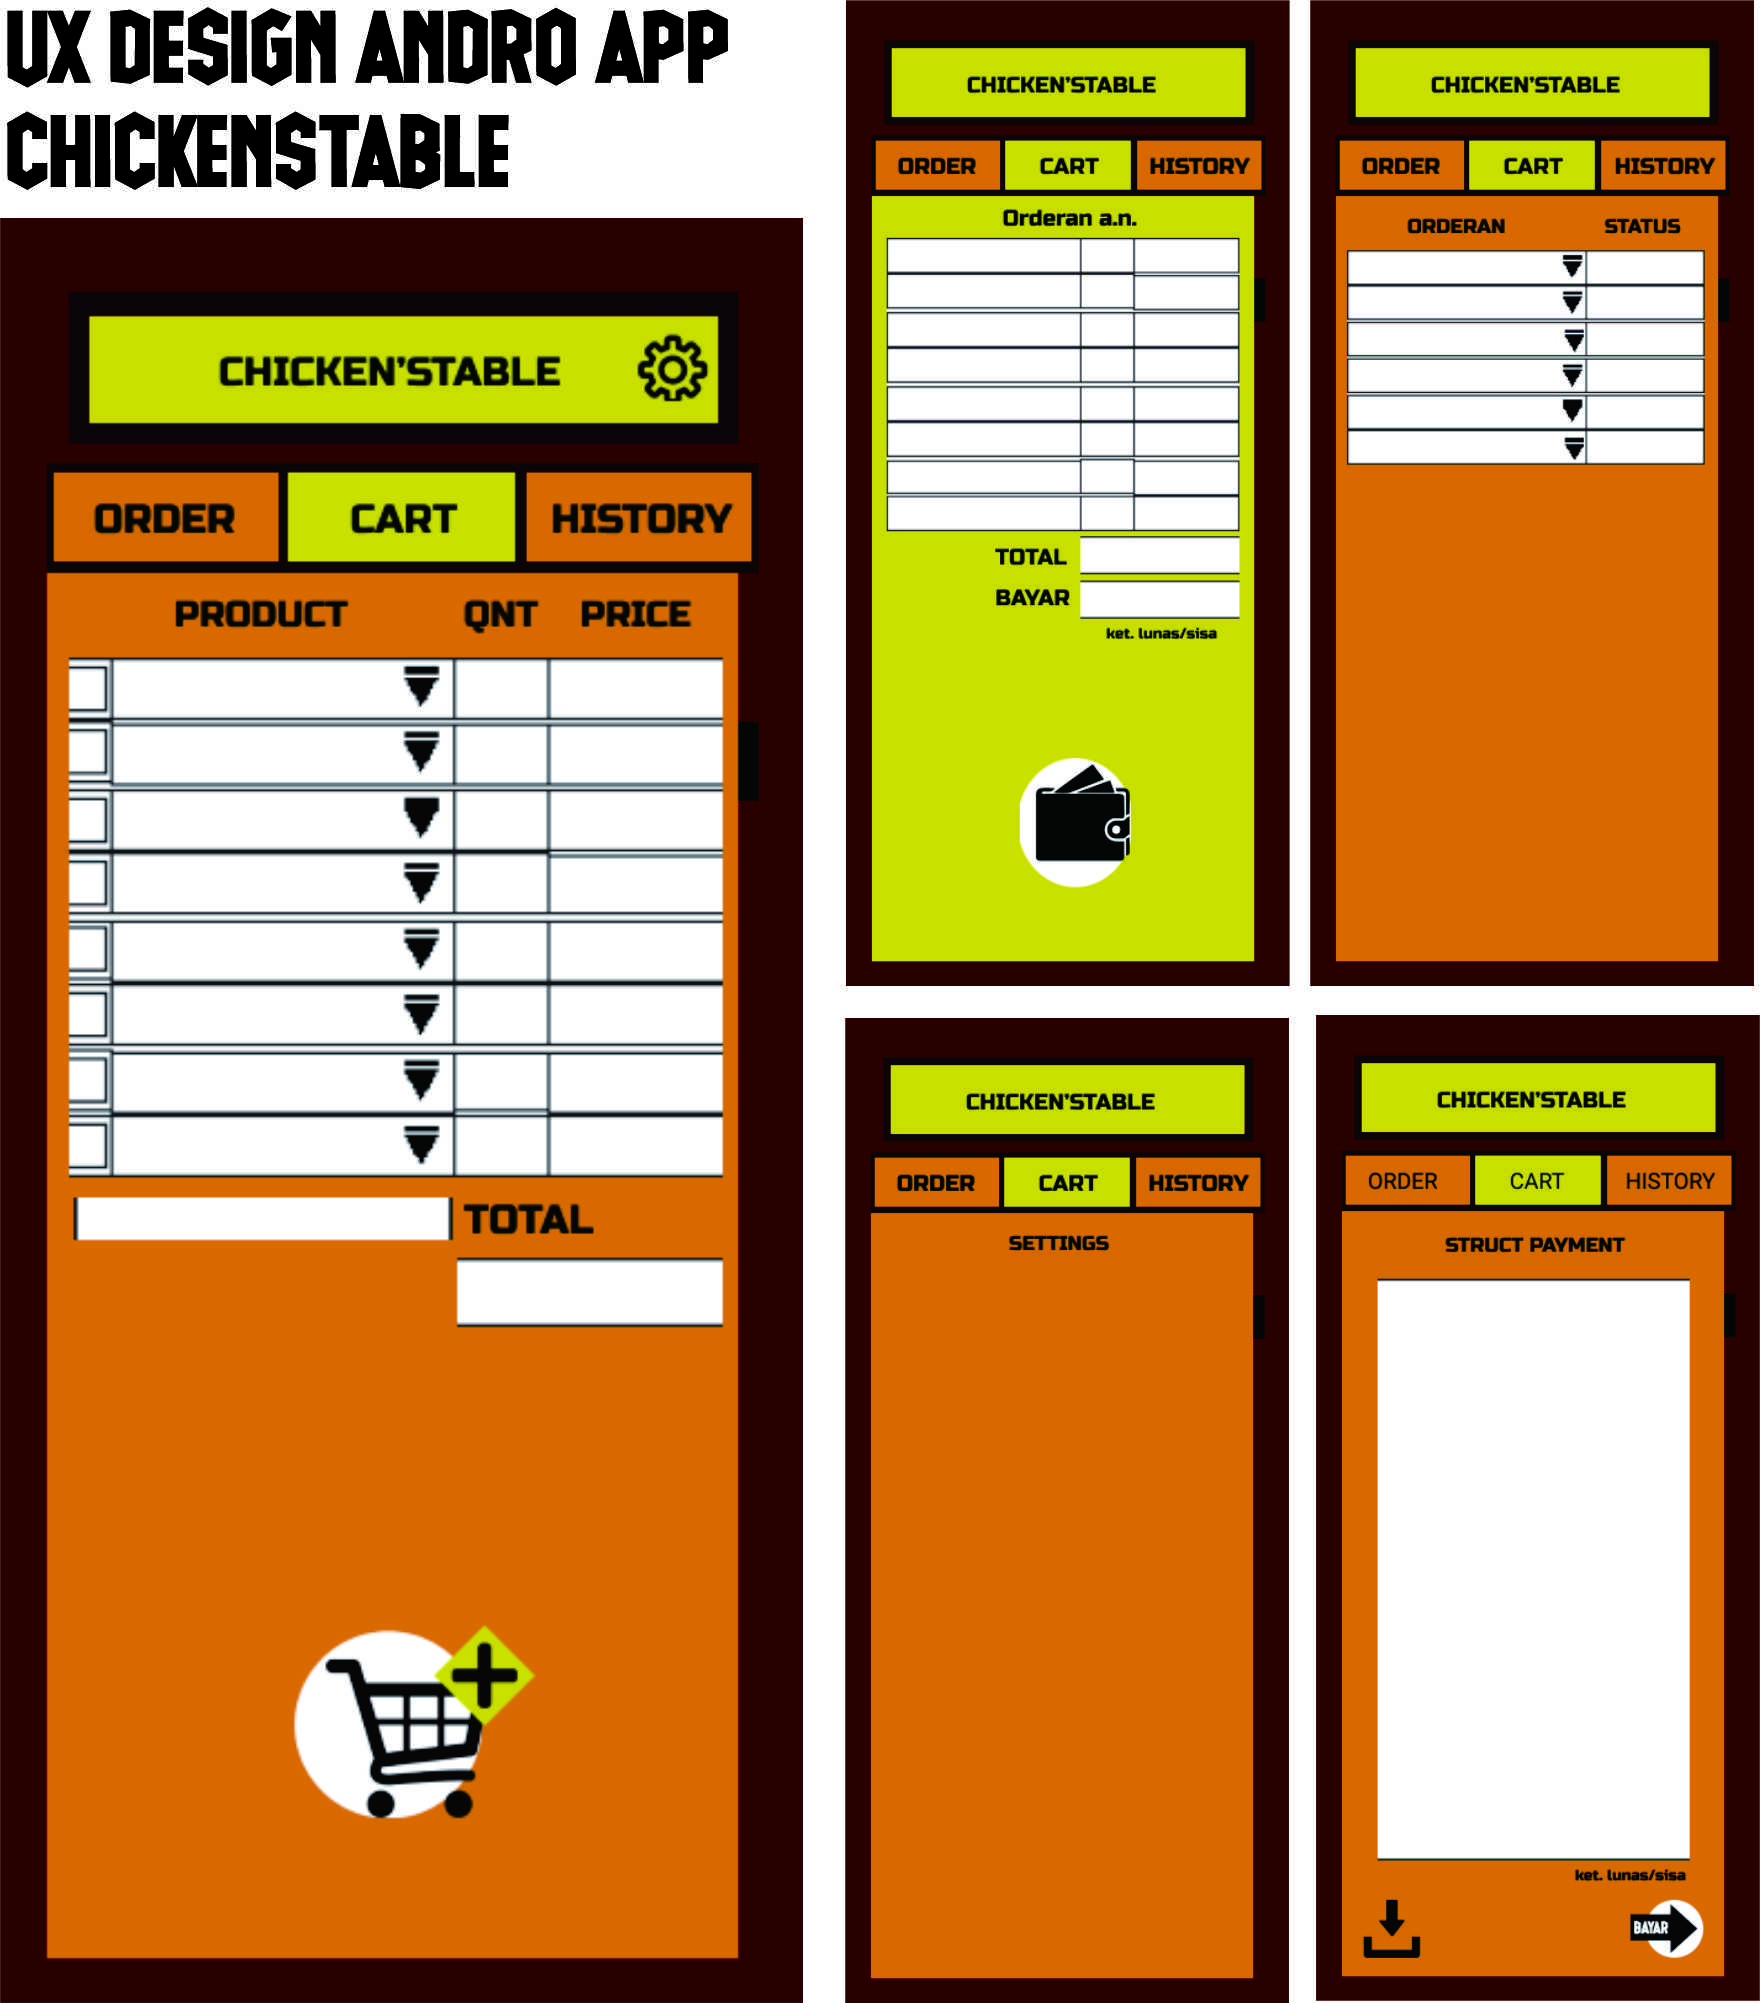 UX DESIGN ANDRO APP
CHICKENSTABLE
CHICKEN'STABLE
ORDER CART HISTORY
PRODUCT QNT PRICE
TOTAL
CHICKEN'STABLE
ORDER CART HISTORY
Orderan a.n.
TOTAL
BAYAR
ket. lunas/sisa
CHICKEN'STABLE
ORDER CART HISTORY
ORDERAN STATUS
CHICKEN'STABLE
ORDER CART HISTORY
SETTINGS
CHICKEN'STABLE
ORDER CART HISTORY
STRUCT PAYMENT
ket. lunas/sisa
BAYAR